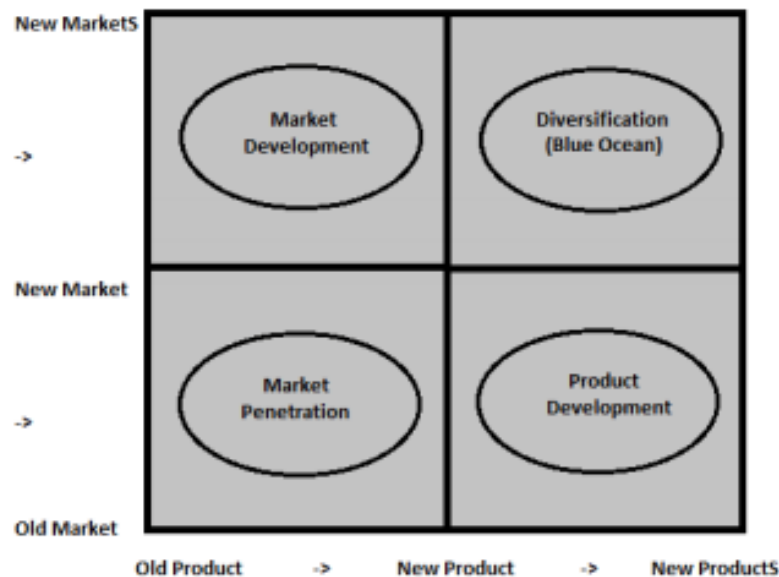 New MarketS
Market
Development
Diversification
(Blue Ocean)
->
New Market
Market
Penetration
Product
Development
->
Old Market
Old Product -> New Product -> New ProductS